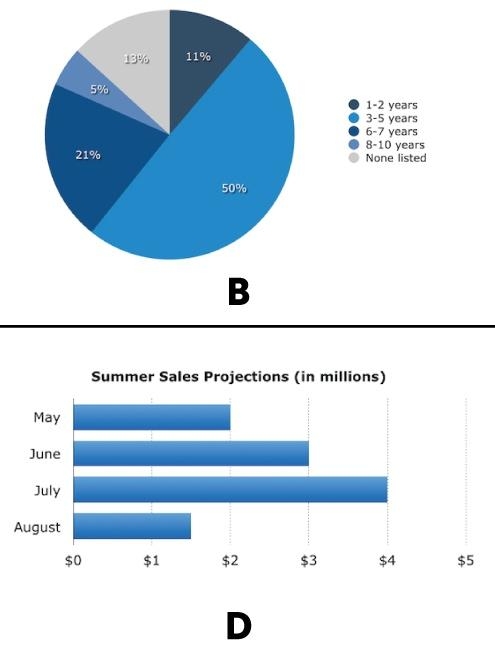 13%
11%
5%
21%
50%
1-2 years
3-5 years
6-7 years
8-10 years
None listed
B
Summer Sales Projections (in millions)
May
June
July
August
$0 $1 $2 $3 $4 $5
D